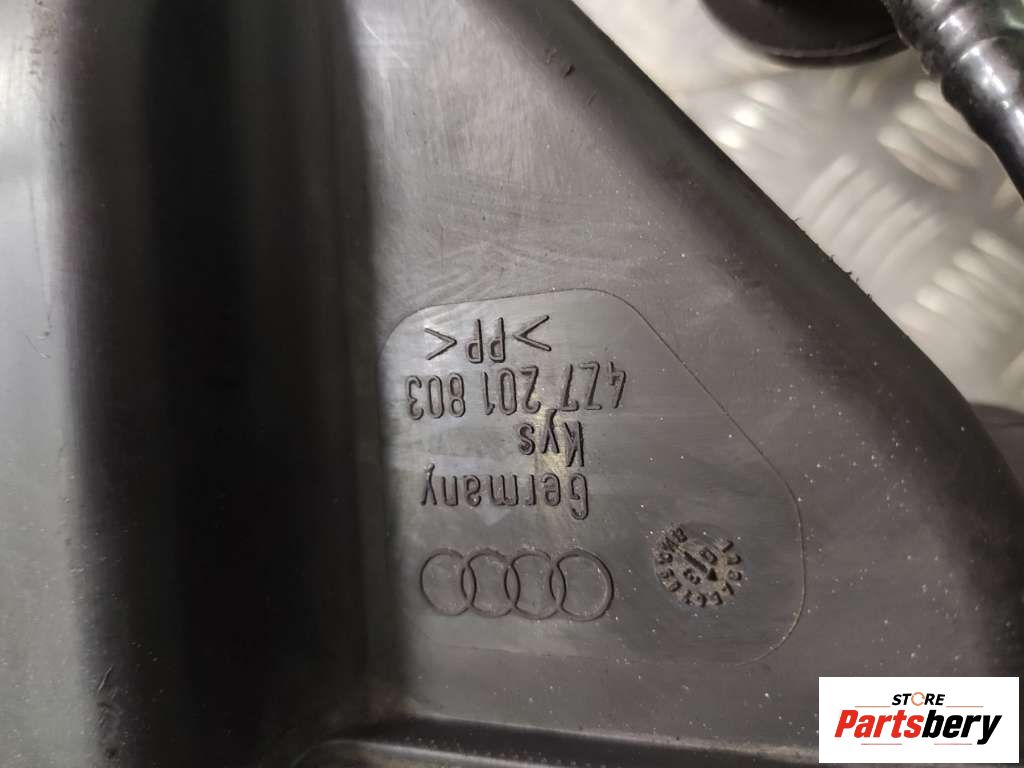 Germany
Kys
4Z7 201 803
>PP<
STORE
Partsbery